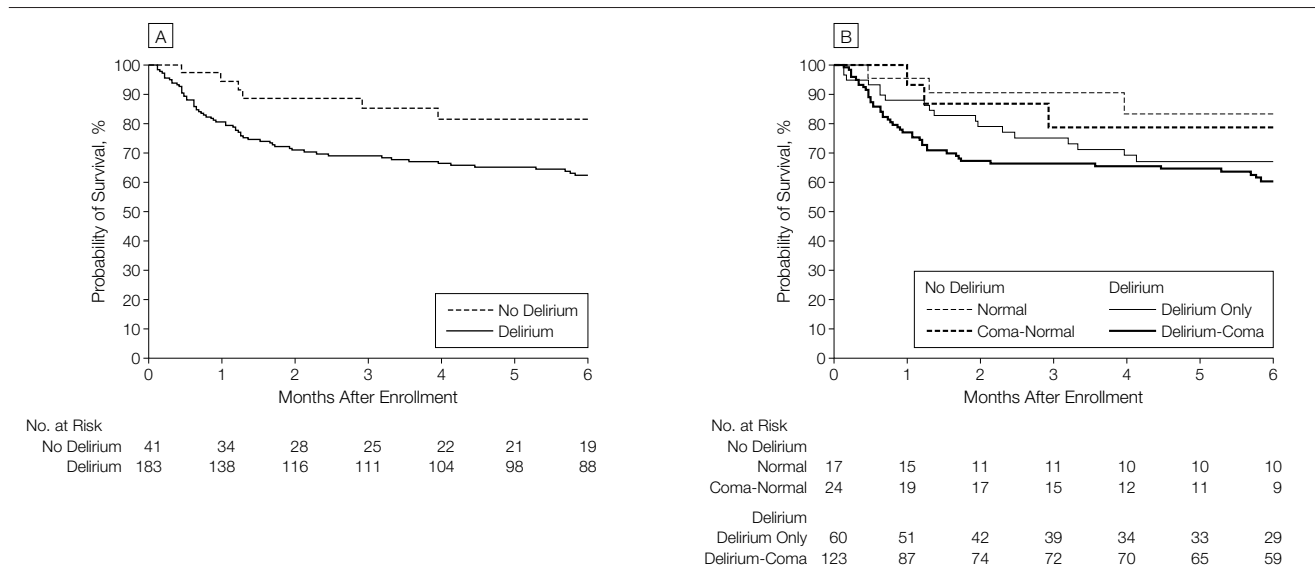 A
100
90
80
70
60
50
40
30
20
10
0
Probability of Survival, %
No Delirium
Delirium
0 1 2 3 4 5 6
Months After Enrollment
No. at Risk
No Delirium 41 34 28 25 22 21 19
Delirium 183 138 116 111 104 98 88
B
100
90
80
70
60
50
40
30
20
10
0
Probability of Survival, %
No Delirium Delirium
Normal Delirium Only
Coma-Normal Delirium-Coma
0 1 2 3 4 5 6
Months After Enrollment
No. at Risk
No Delirium
Normal 17 15 11 11 10 10 10
Coma-Normal 24 19 17 15 12 11 9
Delirium
Delirium Only 60 51 42 39 34 33 29
Delirium-Coma 123 87 74 72 70 65 59